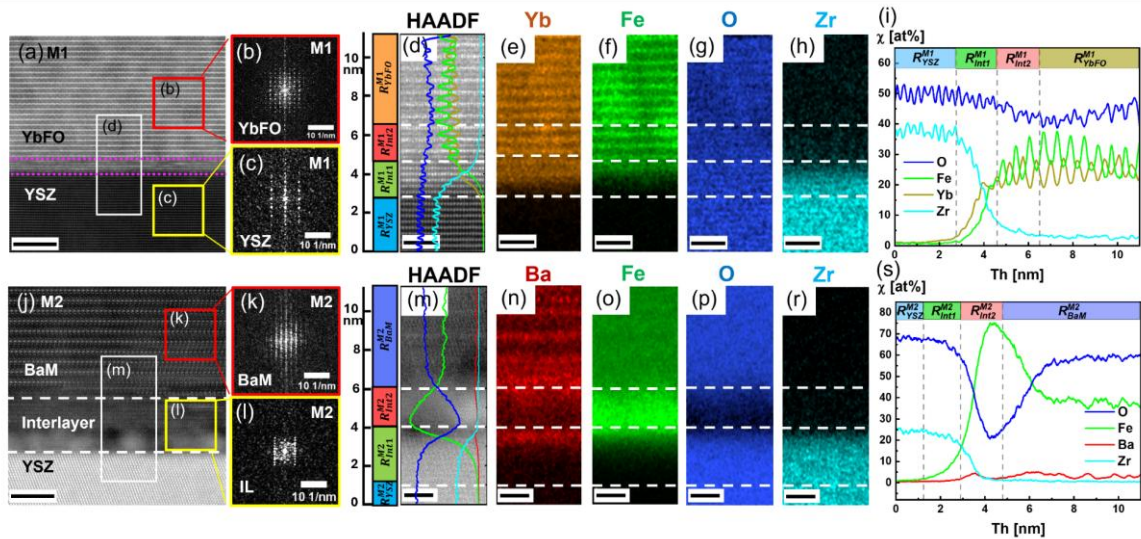 HAADF Yb Fe O Zr
(a) M1
(b)
YbFO
(d)
YSZ
(c)
(b) M1
YbFO
10 1/nm
(c) M1
YSZ
10 1/nm
10
nm
8
6
4
2
0
R^M1_YbFO
R^M1_Int2
R^M1_Int1
R^M1_YSZ
(d) (e) (f) (g) (h)
(i)
χ [at%]
R^M1_YSZ R^M1_Int1 R^M1_Int2 R^M1_YbFO
60
50
40
30
20
10
0
O
Fe
Yb
Zr
0 2 4 6 8 10
Th [nm]
HAADF Ba Fe O Zr
(j) M2
(k)
BaM
(m)
Interlayer
(l)
YSZ
(k) M2
BaM
10 1/nm
(l) M2
IL
10 1/nm
10
nm
8
6
4
2
0
R^M2_BaM
R^M2_Int2
R^M2_Int1
R^M2_YSZ
(m) (n) (o) (p) (r)
(s)
χ [at%]
R^M2_YSZ R^M2_Int1 R^M2_Int2 R^M2_BaM
80
70
60
50
40
30
20
10
0
O
Fe
Ba
Zr
0 2 4 6 8 10
Th [nm]